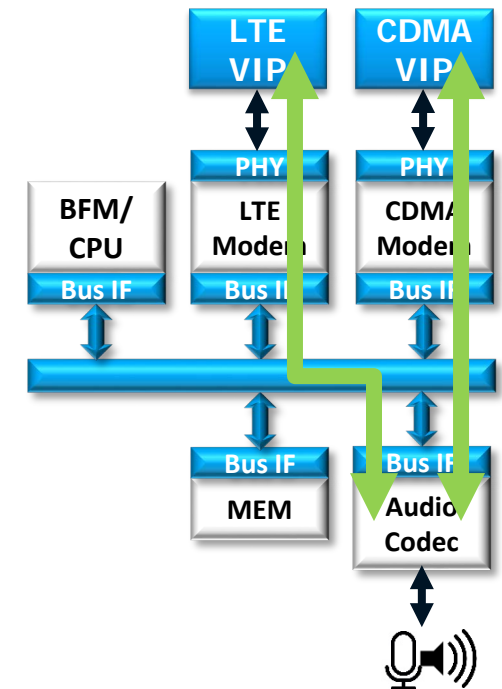 LTE
VIP
CDMA
VIP
PHY
PHY
BFM/
CPU
LTE
Modem
CDMA
Modem
Bus IF
Bus IF
Bus IF
Bus IF
Bus IF
MEM
Audio
Codec